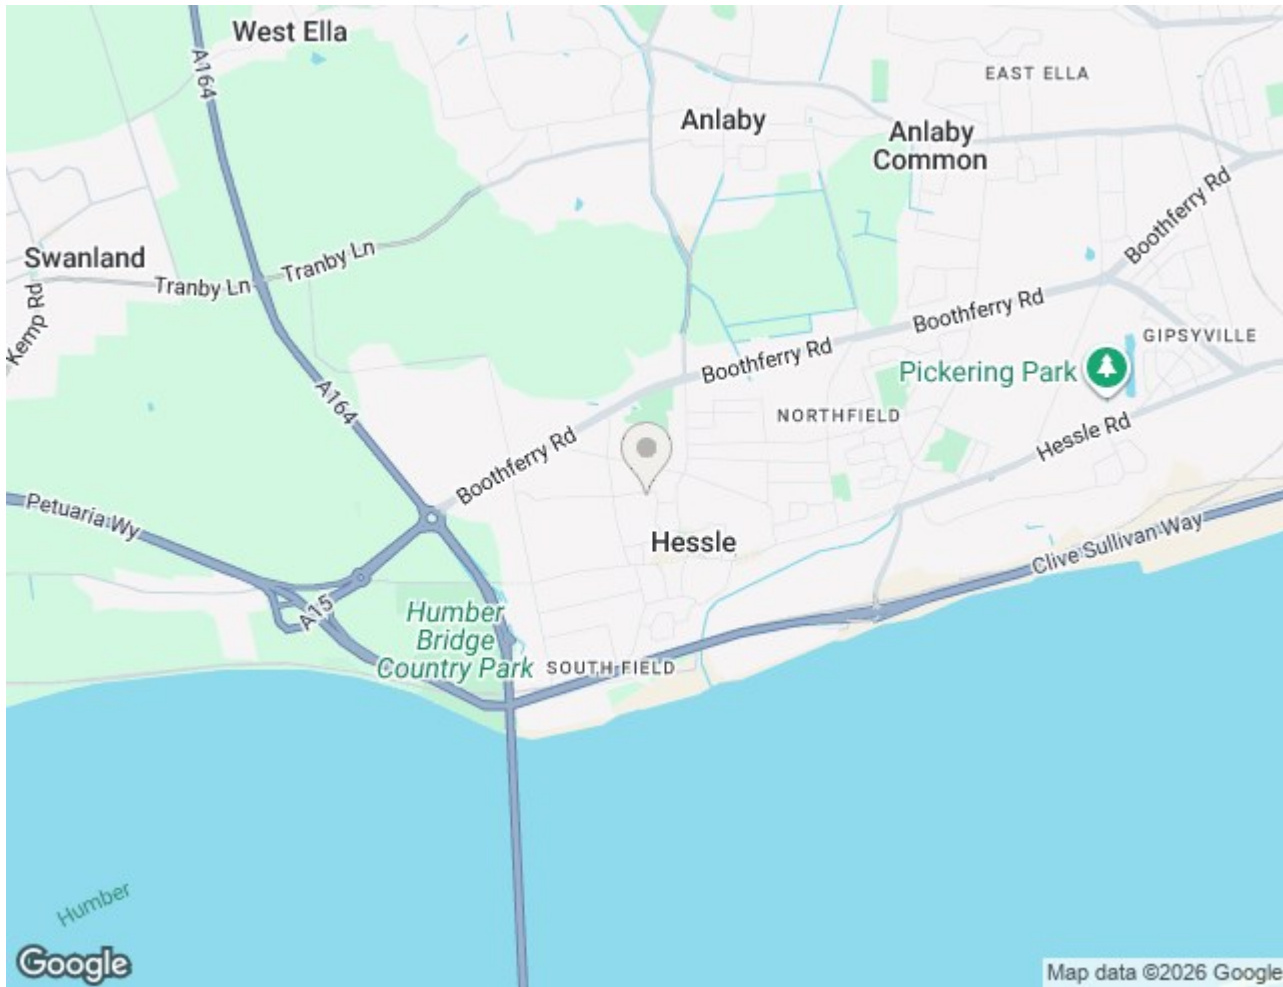 West Ella
A164
EAST ELLA
Anlaby
Anlaby
Common
Boothferry Rd
Swanland
Tranby Ln
Tranby Ln
Kemp Rd
Boothferry Rd
GIPSYVILLE
Boothferry Rd
Pickering Park
A164
NORTHFIELD
Hessle Rd
Boothferry Rd
Petuaria Wy
Hessle
Clive Sullivan Way
A15
Humber
Bridge
Country Park
SOUTH FIELD
Humber
Google
Map data ©2026 Google